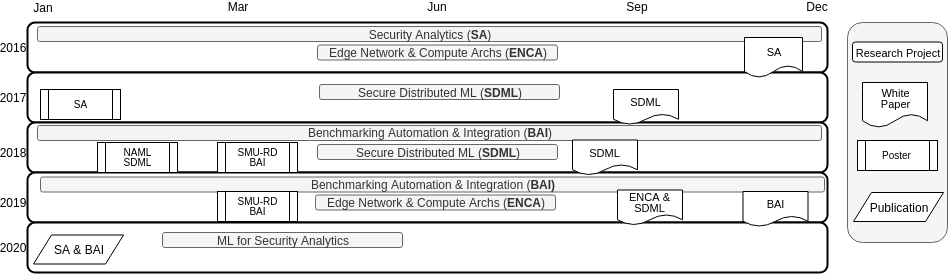 Jan Mar Jun Sep Dec
2016
Security Analytics (SA)
Edge Network & Compute Archs (ENCA)
SA
2017
SA
Secure Distributed ML (SDML)
SDML
2018
Benchmarking Automation & Integration (BAI)
NAML
SDML
SMU-RD
BAI
Secure Distributed ML (SDML)
SDML
2019
Benchmarking Automation & Integration (BAI)
SMU-RD
BAI
Edge Network & Compute Archs (ENCA)
ENCA &
SDML
BAI
2020
SA & BAI
ML for Security Analytics
Research Project
White
Paper
Poster
Publication